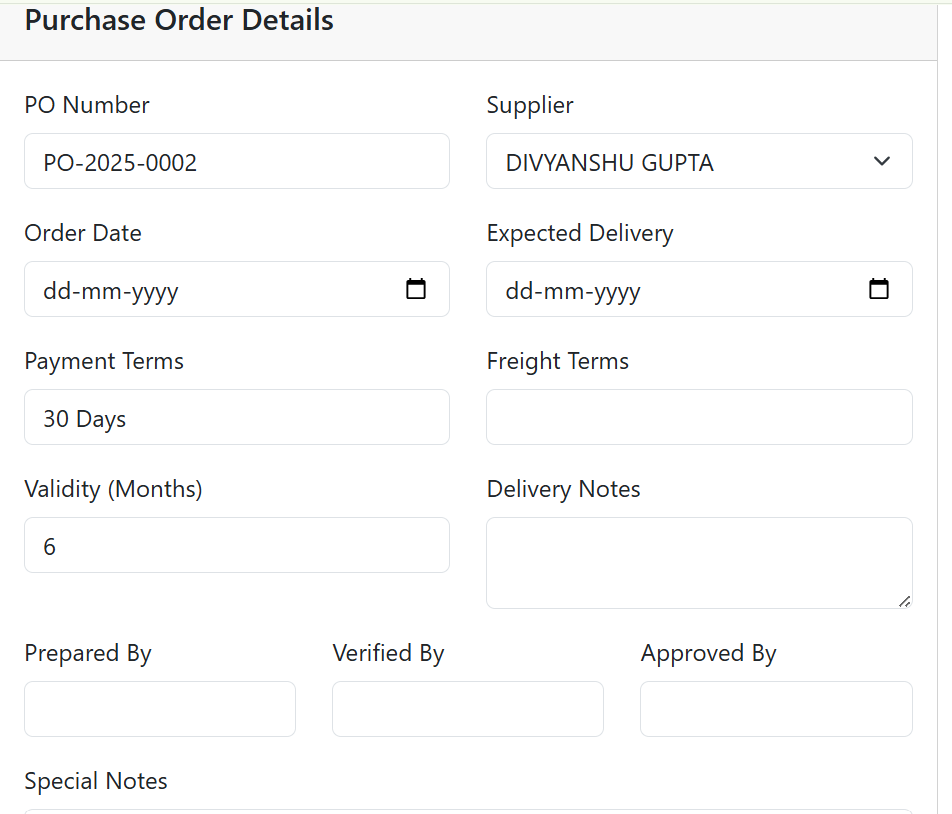 Purchase Order Details
PO Number
Supplier
PO-2025-0002
DIVYANSHU GUPTA
Order Date
Expected Delivery
dd-mm-yyyy
dd-mm-yyyy
Payment Terms
Freight Terms
30 Days
Validity (Months)
Delivery Notes
6
Prepared By
Verified By
Approved By
Special Notes